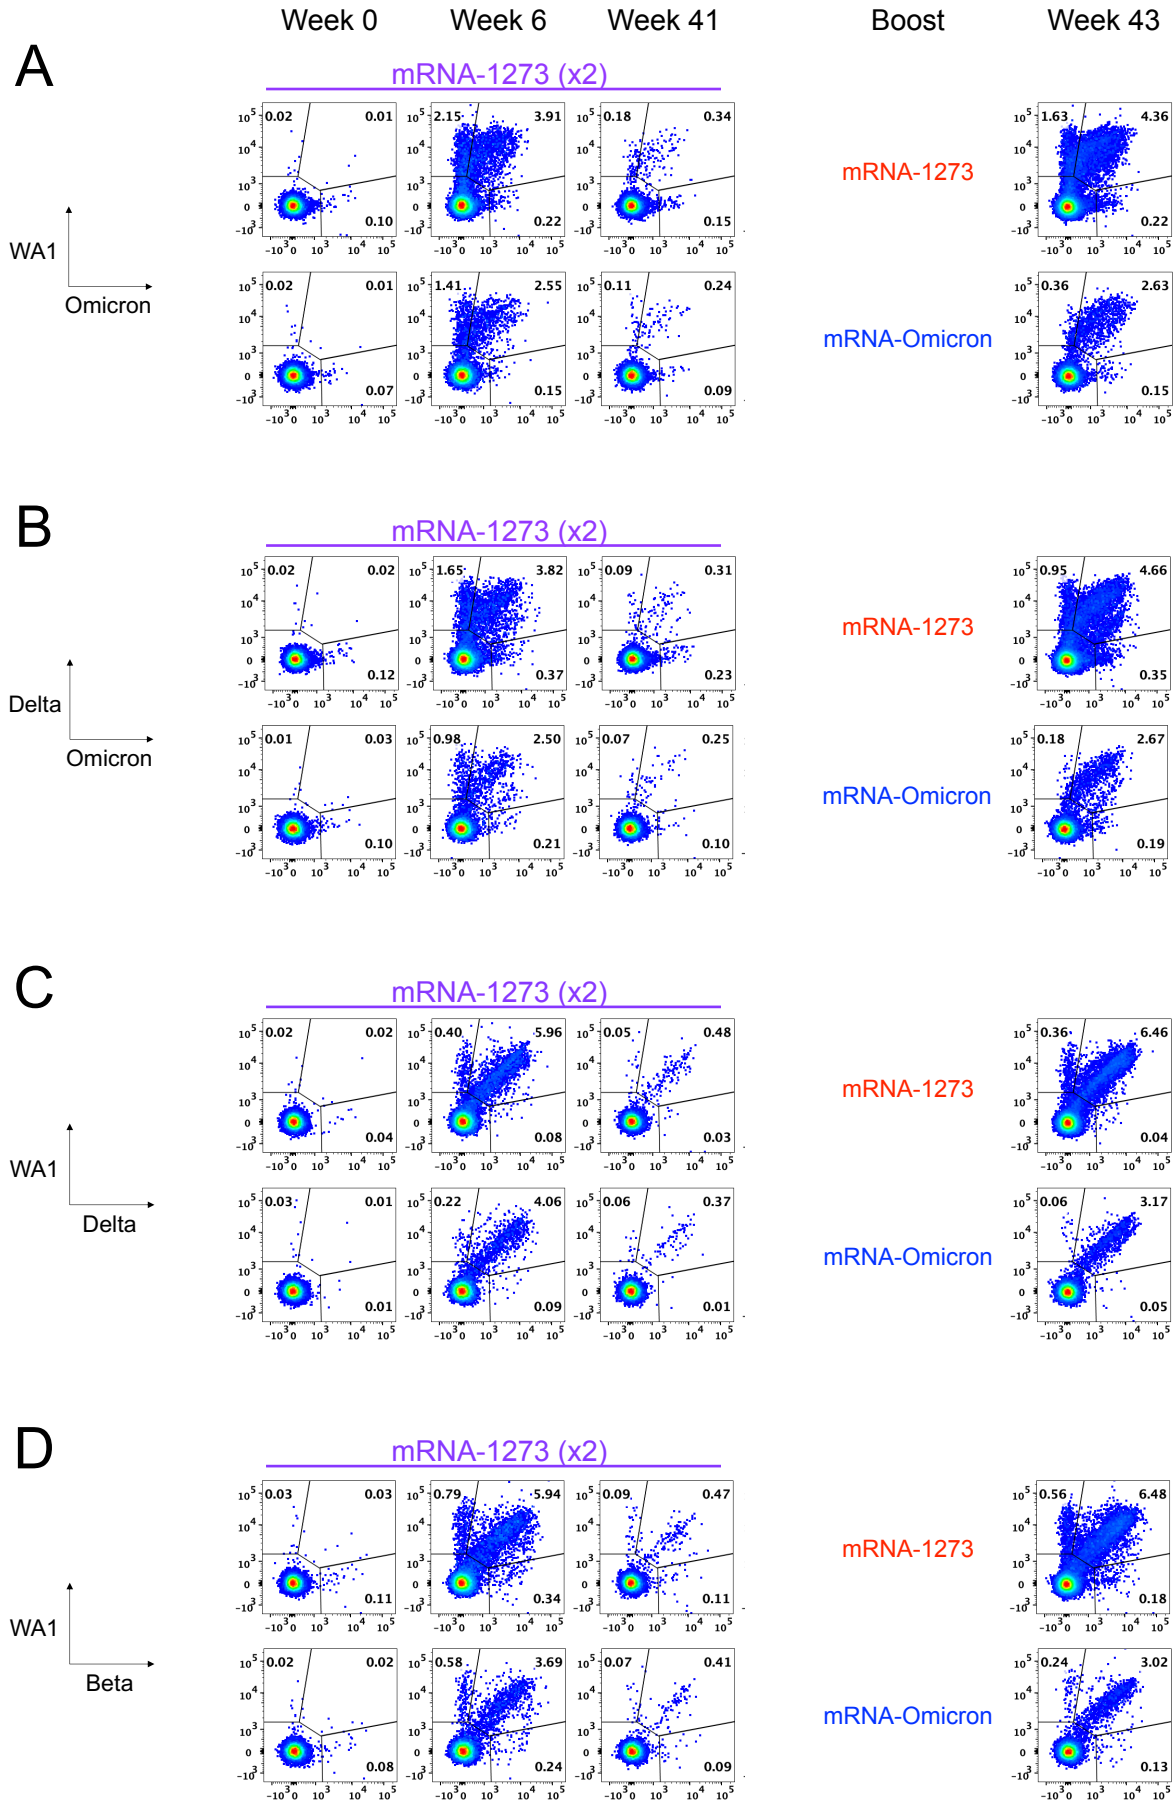 Week 0 Week 6 Week 41 Boost Week 43
A
mRNA-1273 (x2)
WA1
Omicron
0.02 0.01 0.10
2.15 3.91 0.22
0.18 0.34 0.15
mRNA-1273
1.63 4.36 0.22
0.02 0.01 0.07
1.41 2.55 0.15
0.11 0.24 0.09
mRNA-Omicron
0.36 2.63 0.15
B
mRNA-1273 (x2)
Delta
Omicron
0.02 0.02 0.12
1.65 3.82 0.37
0.09 0.31 0.23
mRNA-1273
0.95 4.66 0.35
0.01 0.03 0.10
0.98 2.50 0.21
0.07 0.25 0.10
mRNA-Omicron
0.18 2.67 0.19
C
mRNA-1273 (x2)
WA1
Delta
0.02 0.02 0.04
0.40 5.96 0.08
0.05 0.48 0.03
mRNA-1273
0.36 6.46 0.04
0.03 0.01 0.01
0.22 4.06 0.09
0.06 0.37 0.01
mRNA-Omicron
0.06 3.17 0.05
D
mRNA-1273 (x2)
WA1
Beta
0.03 0.03 0.11
0.79 5.94 0.34
0.09 0.47 0.11
mRNA-1273
0.56 6.48 0.18
0.02 0.02 0.08
0.58 3.69 0.24
0.07 0.41 0.09
mRNA-Omicron
0.24 3.02 0.13